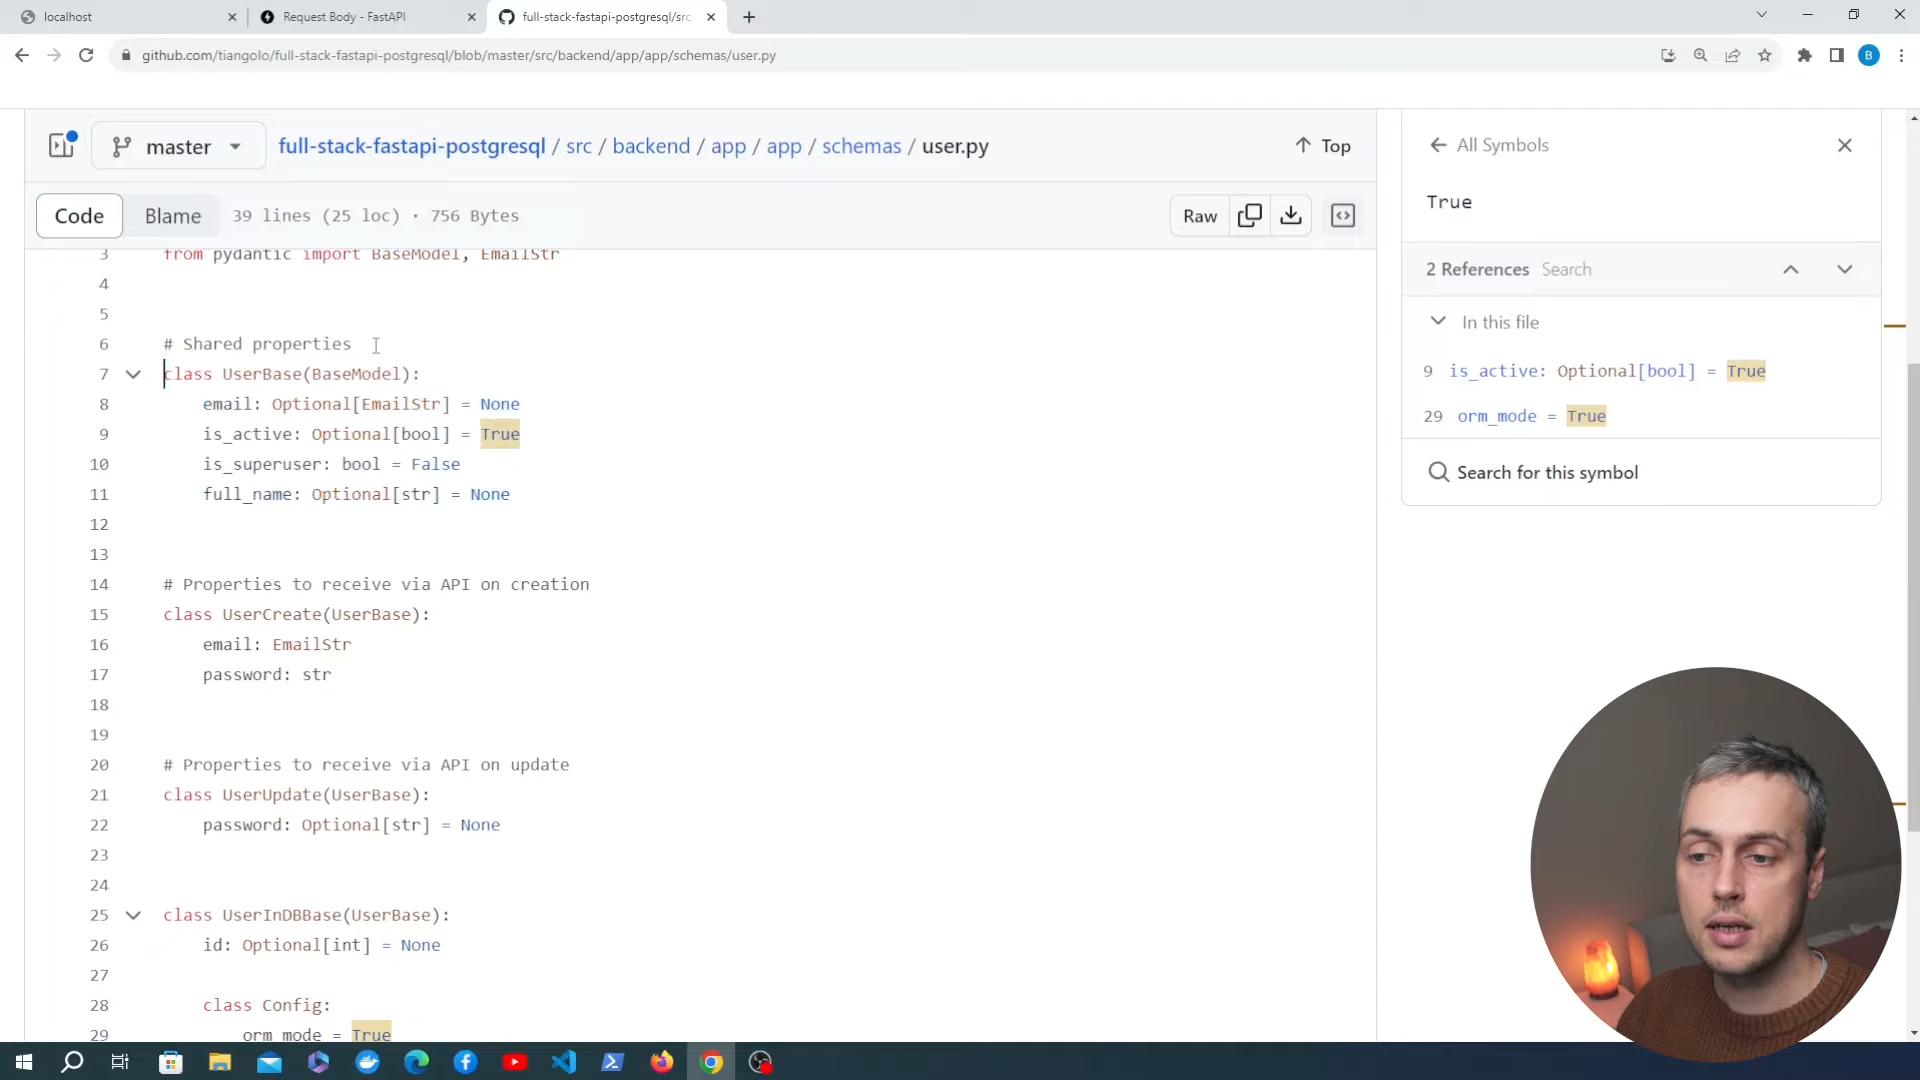 localhost
Request Body - FastAPI
full-stack-fastapi-postgresql/src
github.com/tiangolo/full-stack-fastapi-postgresql/blob/master/src/backend/app/app/schemas/user.py
B
master
full-stack-fastapi-postgresql / src / backend / app / app / schemas / user.py
Top
Code
Blame
39 lines (25 loc) · 756 Bytes
Raw
3 from pydantic import BaseModel, EmailStr
4
5
6 # Shared properties
7 class UserBase(BaseModel):
8 email: Optional[EmailStr] = None
9 is_active: Optional[bool] = True
10 is_superuser: bool = False
11 full_name: Optional[str] = None
12
13
14 # Properties to receive via API on creation
15 class UserCreate(UserBase):
16 email: EmailStr
17 password: str
18
19
20 # Properties to receive via API on update
21 class UserUpdate(UserBase):
22 password: Optional[str] = None
23
24
25 class UserInDBBase(UserBase):
26 id: Optional[int] = None
27
28 class Config:
29 orm_mode = True
All Symbols
True
2 References Search
In this file
9 is_active: Optional[bool] = True
29 orm_mode = True
Search for this symbol